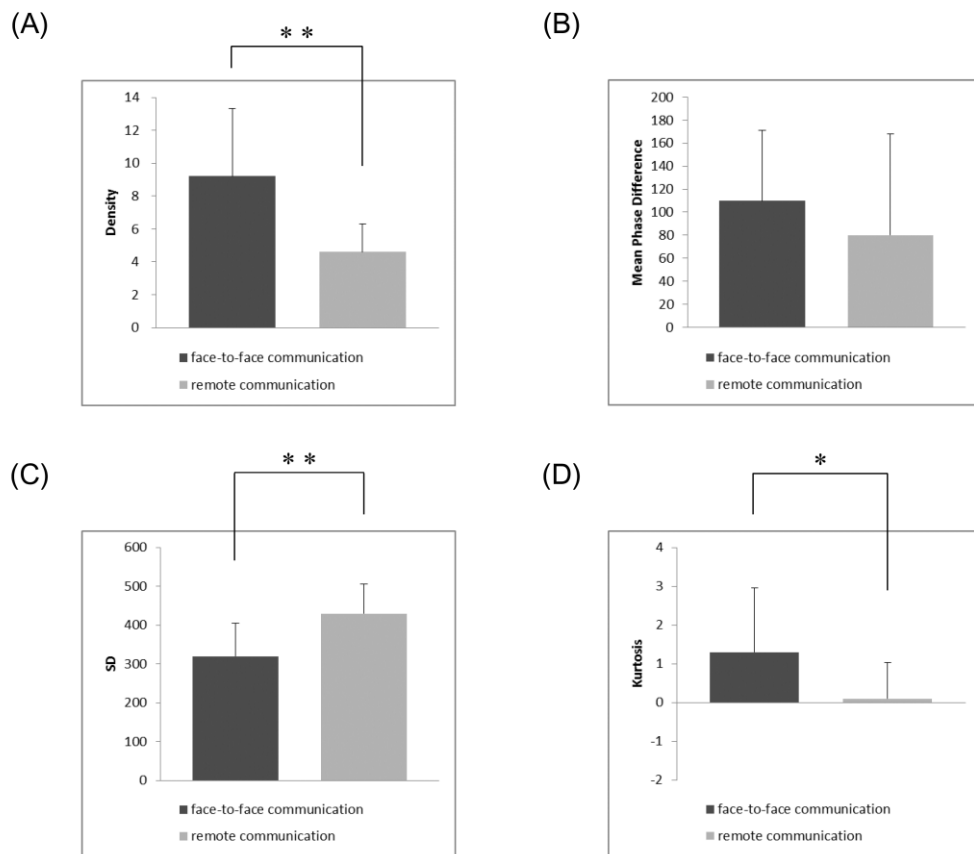 (A)
* *
14
12
10
8
6
4
2
0
Density
face-to-face communication
remote communication
(B)
200
180
160
140
120
100
80
60
40
20
0
Mean Phase Difference
face-to-face communication
remote communication
(C)
* *
600
500
400
300
200
100
0
SD
face-to-face communication
remote communication
(D)
*
4
3
2
1
0
-1
-2
Kurtosis
face-to-face communication
remote communication